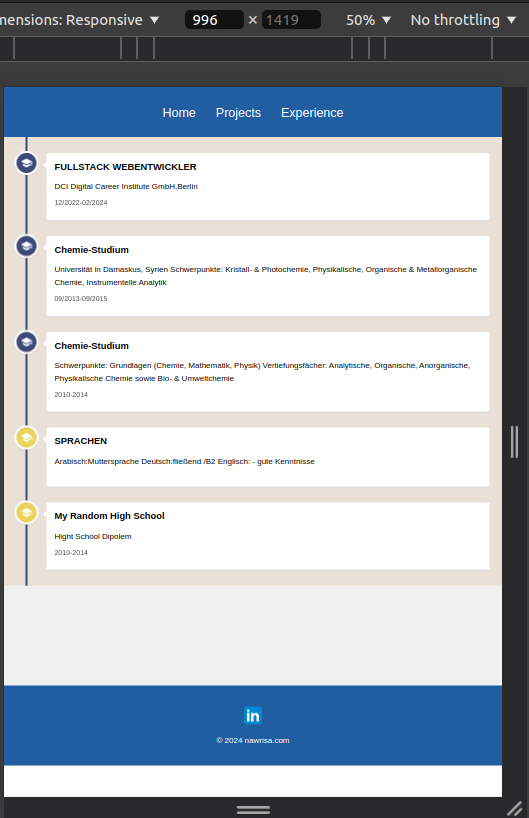 mensions: Responsive ▼ 996 × 1419 50% ▼ No throttling ▼
Home Projects Experience
FULLSTACK WEBENTWICKLER
DCI Digital Career Institute GmbH,Berlin
12/2022-02/2024
Chemie-Studium
Universität in Damaskus, Syrien Schwerpunkte: Kristall- & Photochemie, Physikalische, Organische & Metallorganische
Chemie, Instrumentelle Analytik
09/2013-09/2015
Chemie-Studium
Schwerpunkte: Grundlagen (Chemie, Mathematik, Physik) Vertiefungsfächer: Analytische, Organische, Anorganische,
Physikalische Chemie sowie Bio- & Umweltchemie
2010-2014
SPRACHEN
Arabisch:Muttersprache Deutsch:fließend /B2 Englisch: - gute Kenntnisse
My Random High School
Hight School Dipolem
2010-2014
in
© 2024 nawrisa.com